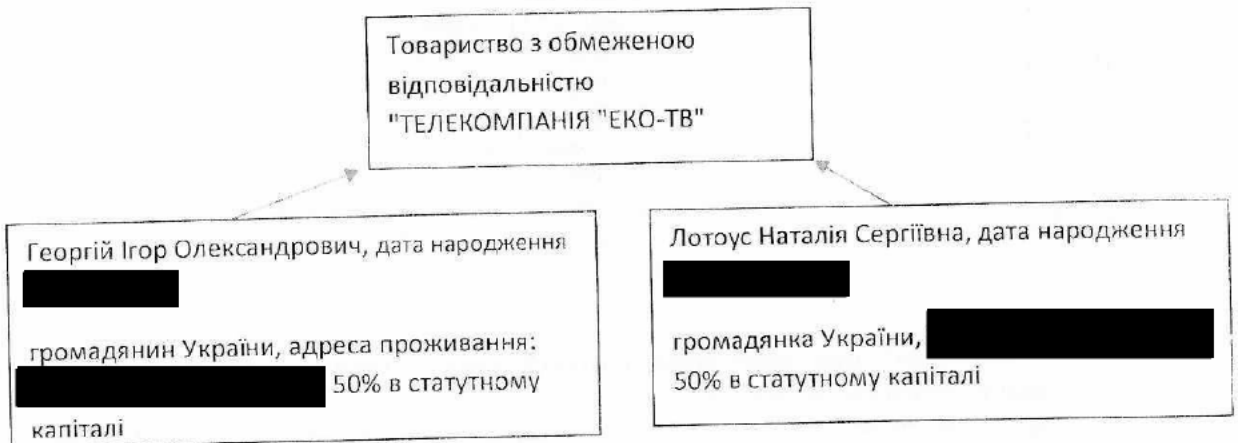 Товариство з обмеженою
відповідальністю
"ТЕЛЕКОМПАНІЯ "ЕКО-ТВ"
Георгій Ігор Олександрович, дата народження
громадянин України, адреса проживання:
50% в статутному
капіталі
Лотоус Наталія Сергіївна, дата народження
громадянка України,
50% в статутному капіталі